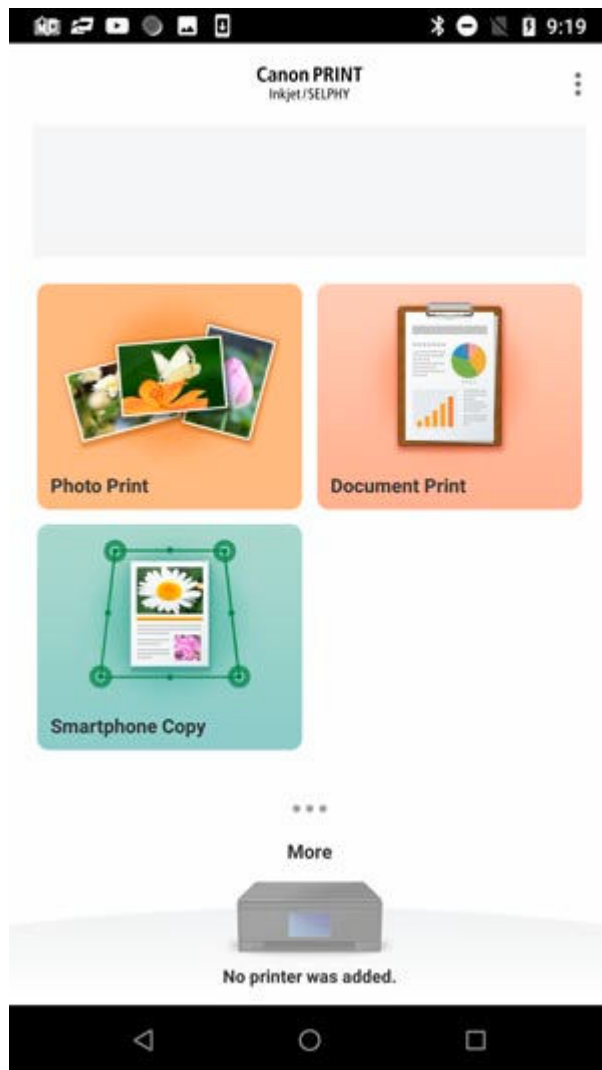 9:19
Canon PRINT
Inkjet/SELPHY
Photo Print
Document Print
Smartphone Copy
More
No printer was added.